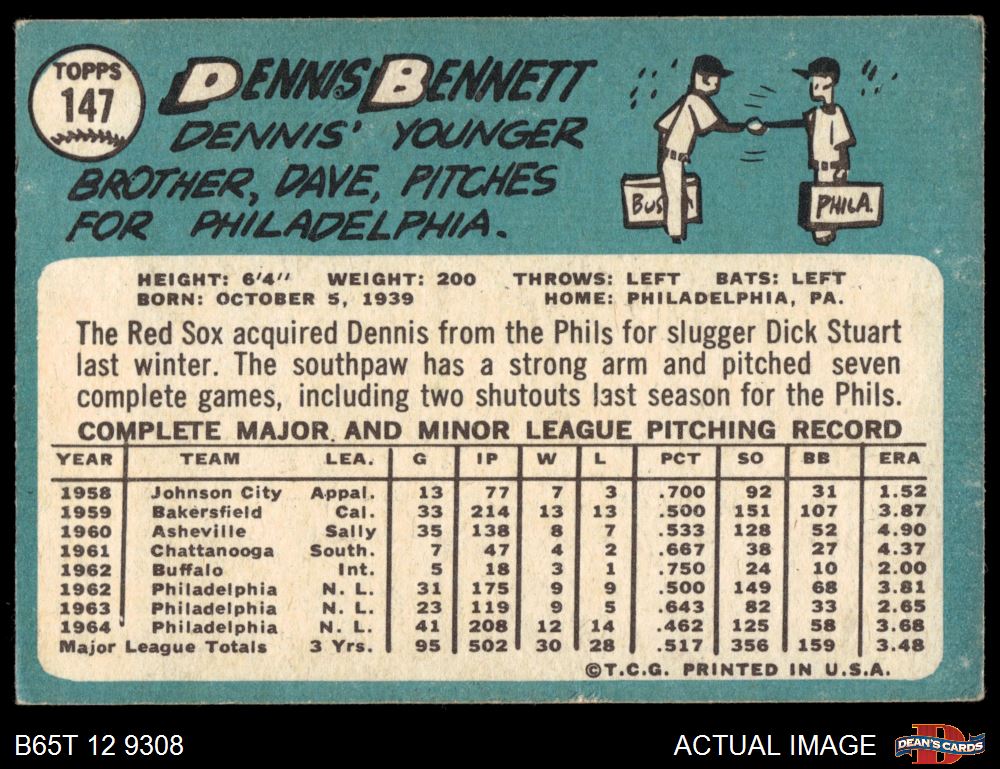 TOPPS
147
DENNIS BENNETT
DENNIS' YOUNGER
BROTHER, DAVE, PITCHES
FOR PHILADELPHIA.
PHILA.
HEIGHT: 6'4" WEIGHT: 200 THROWS: LEFT BATS: LEFT
BORN: OCTOBER 5, 1939 HOME: PHILADELPHIA, PA.
The Red Sox acquired Dennis from the Phils for slugger Dick Stuart
last winter. The southpaw has a strong arm and pitched seven
complete games, including two shutouts last season for the Phils.
COMPLETE MAJOR AND MINOR LEAGUE PITCHING RECORD
YEAR TEAM LEA. G IP W L PCT SO BB ERA
1958 Johnson City Appal. 13 77 7 3 .700 92 31 1.52
1959 Bakersfield Cal. 33 214 13 13 .500 151 107 3.87
1960 Asheville Sally 35 138 8 7 .533 128 52 4.90
1961 Chattanooga South. 7 47 4 2 .667 38 27 4.37
1962 Buffalo Int. 5 18 3 1 .750 24 10 2.00
1962 Philadelphia N. L. 31 175 9 9 .500 149 68 3.81
1963 Philadelphia N. L. 23 119 9 5 .643 82 33 2.65
1964 Philadelphia N. L. 41 208 12 14 .462 125 58 3.68
Major League Totals 3 Yrs. 95 502 30 28 .517 356 159 3.48
©T.C.G. PRINTED IN U.S.A.
B65T 12 9308
ACTUAL IMAGE
DEAN'S CARDS